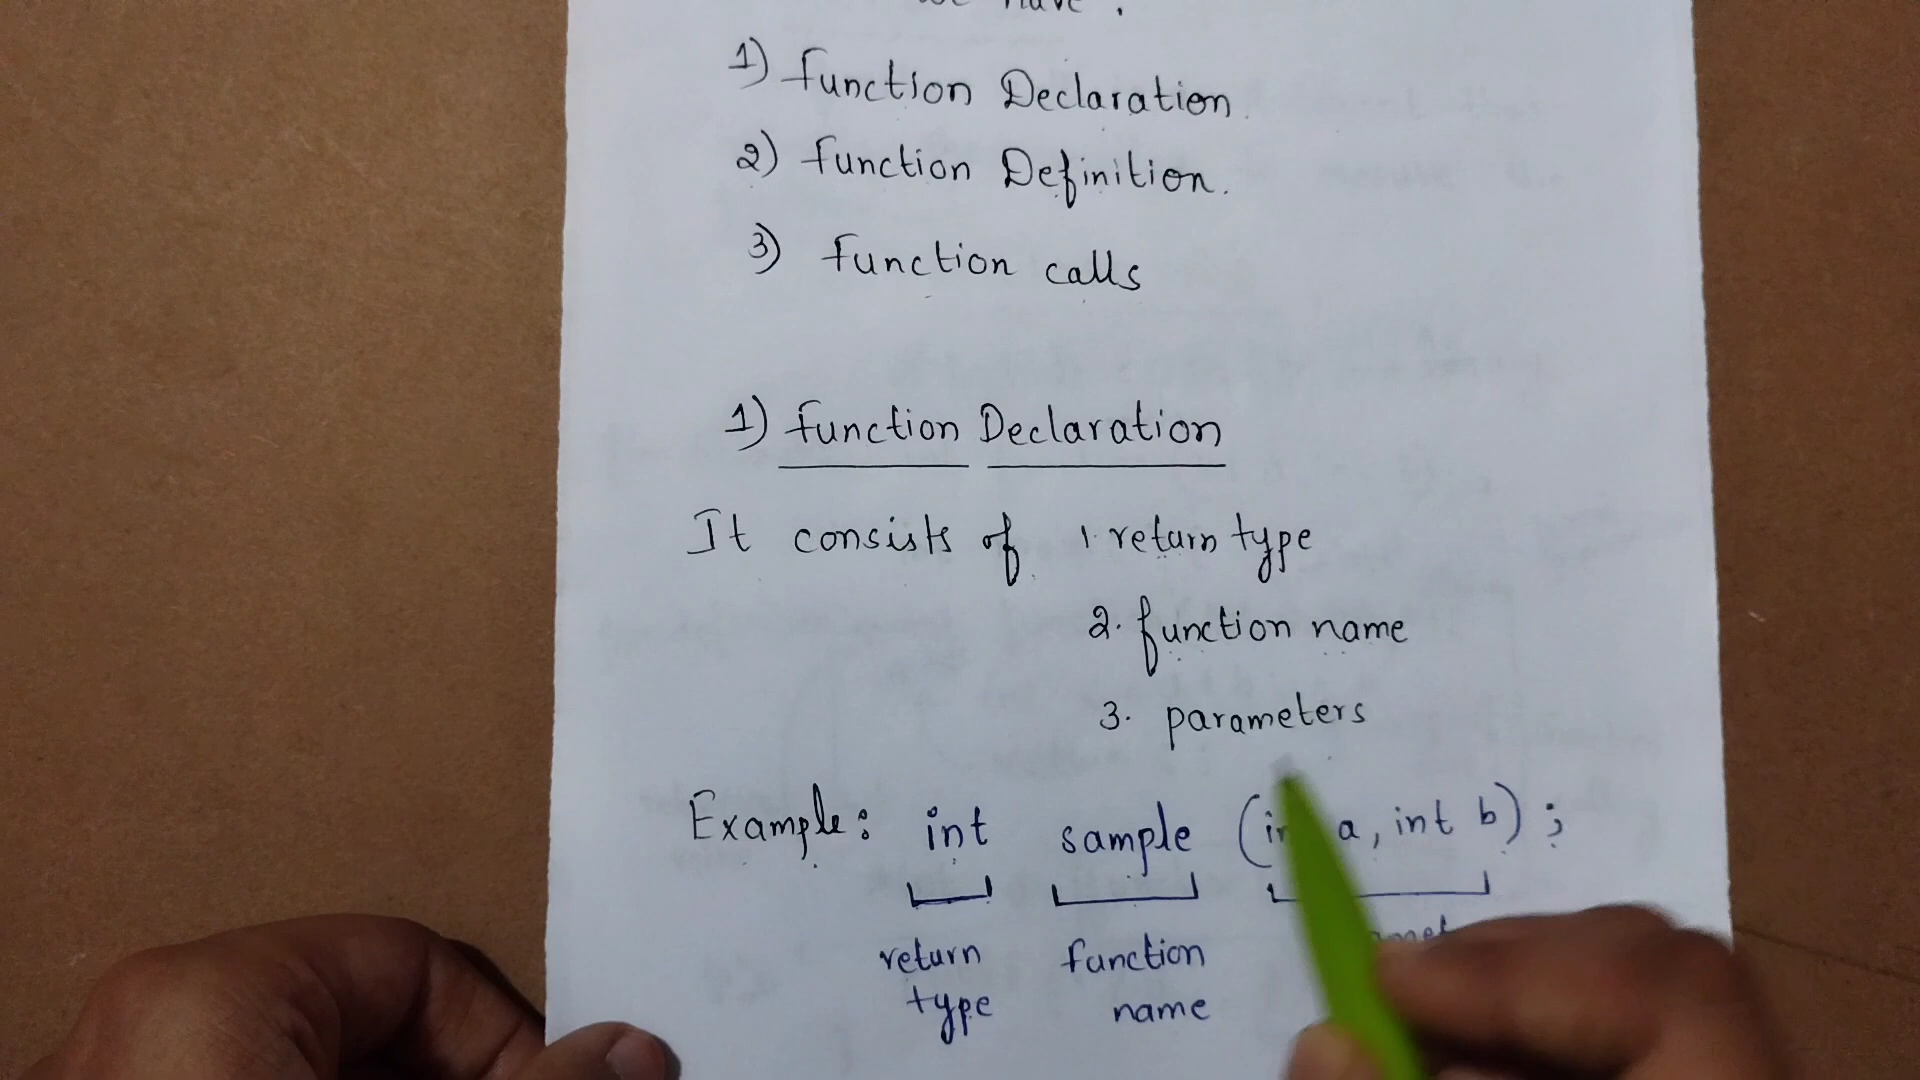 have :
1) function Declaration.
2) function Definition.
3) function calls
1) function Declaration
It consists of 1. return type
2. function name
3. parameters
Example: int sample ( a, int b) ;
return function
type name